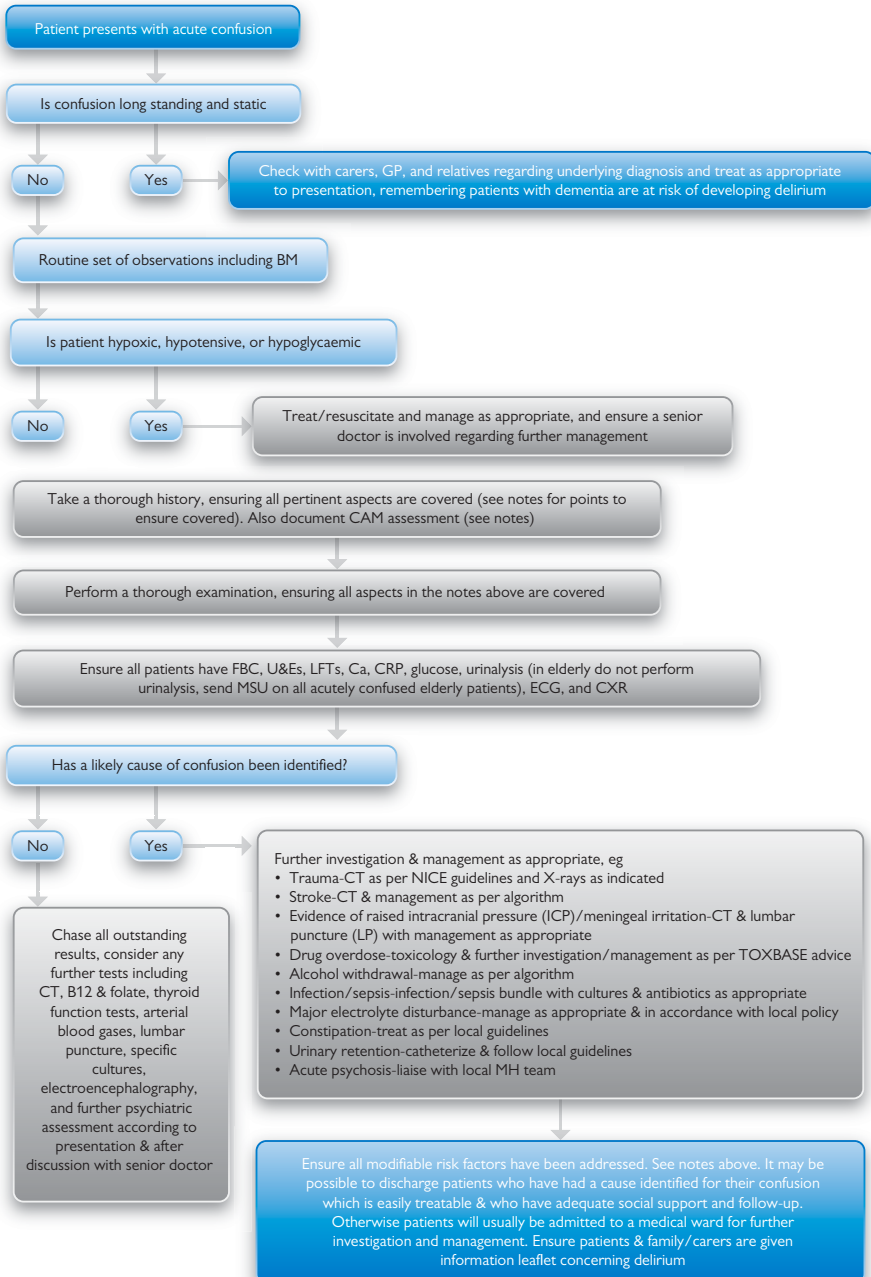 Patient presents with acute confusion
Is confusion long standing and static
No
Yes
Check with carers, GP, and relatives regarding underlying diagnosis and treat as appropriate
to presentation, remembering patients with dementia are at risk of developing delirium
Routine set of observations including BM
Is patient hypoxic, hypotensive, or hypoglycaemic
No
Yes
Treat/resuscitate and manage as appropriate, and ensure a senior
doctor is involved regarding further management
Take a thorough history, ensuring all pertinent aspects are covered (see notes for points to
ensure covered). Also document CAM assessment (see notes)
Perform a thorough examination, ensuring all aspects in the notes above are covered
Ensure all patients have FBC, U&Es, LFTs, Ca, CRP, glucose, urinalysis (in elderly do not perform
urinalysis, send MSU on all acutely confused elderly patients), ECG, and CXR
Has a likely cause of confusion been identified?
No
Yes
Chase all outstanding
results, consider any
further tests including
CT, B12 & folate, thyroid
function tests, arterial
blood gases, lumbar
puncture, specific
cultures,
electroencephalography,
and further psychiatric
assessment according to
presentation & after
discussion with senior doctor
Further investigation & management as appropriate, eg
• Trauma-CT as per NICE guidelines and X-rays as indicated
• Stroke-CT & management as per algorithm
• Evidence of raised intracranial pressure (ICP)/meningeal irritation-CT & lumbar
puncture (LP) with management as appropriate
• Drug overdose-toxicology & further investigation/management as per TOXBASE advice
• Alcohol withdrawal-manage as per algorithm
• Infection/sepsis-infection/sepsis bundle with cultures & antibiotics as appropriate
• Major electrolyte disturbance-manage as appropriate & in accordance with local policy
• Constipation-treat as per local guidelines
• Urinary retention-catheterize & follow local guidelines
• Acute psychosis-liaise with local MH team
Ensure all modifiable risk factors have been addressed. See notes above. It may be
possible to discharge patients who have had a cause identified for their confusion
which is easily treatable & who have adequate social support and follow-up.
Otherwise patients will usually be admitted to a medical ward for further
investigation and management. Ensure patients & family/carers are given
information leaflet concerning delirium